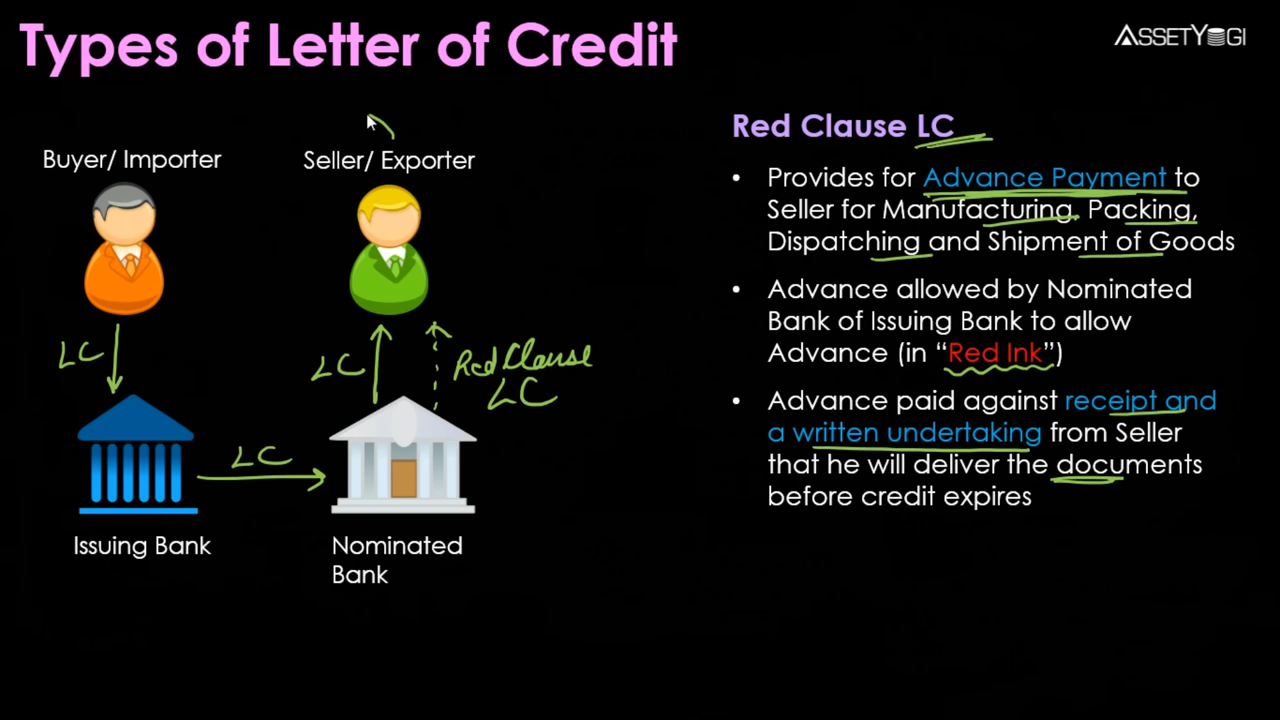 Types of Letter of Credit
ASSETYOGI
Buyer/ Importer
Seller/ Exporter
LC
LC
Red Clause
LC
LC
Issuing Bank
Nominated
Bank
Red Clause LC
• Provides for Advance Payment to
Seller for Manufacturing, Packing,
Dispatching and Shipment of Goods
• Advance allowed by Nominated
Bank of Issuing Bank to allow
Advance (in “Red Ink”)
• Advance paid against receipt and
a written undertaking from Seller
that he will deliver the documents
before credit expires